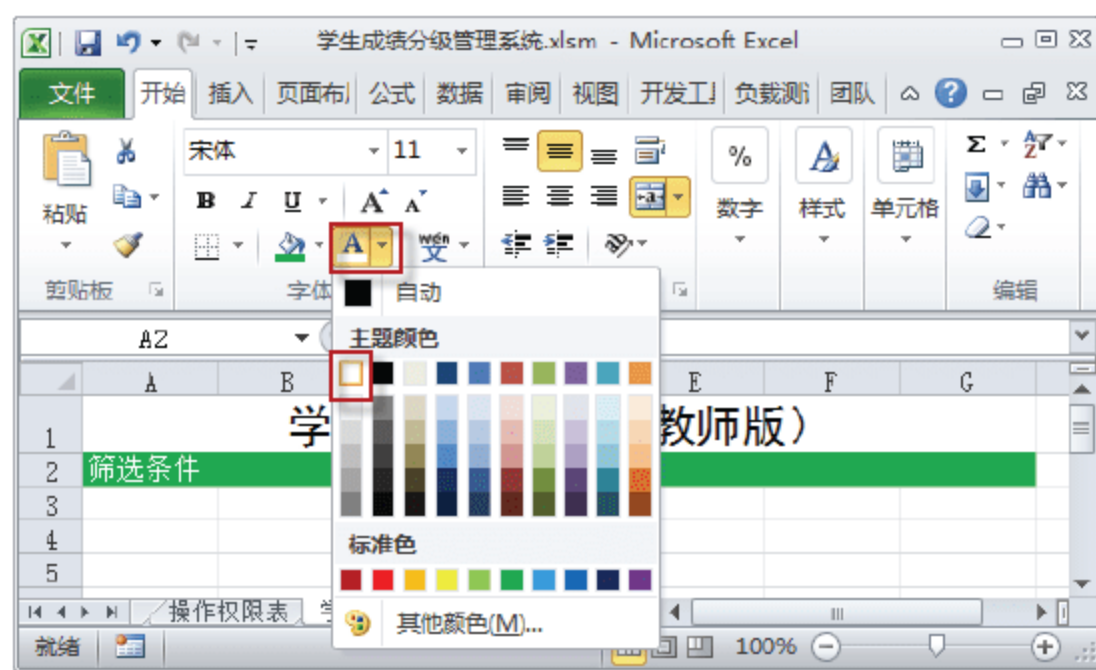 学生成绩分级管理系统.xlsm - Microsoft Excel
文件 开始 插入 页面布 公式 数据 审阅 视图 开发工 负载测 团队
宋体 11 % A Σ
粘贴 B I U A A 数字 样式 单元格
A wén 文
剪贴板 字体 编辑
自动
A2
主题颜色
A B E F G
1 学 教师版）
2 筛选条件
3
4
标准色
5
操作权限表
其他颜色(M)...
就绪 100%